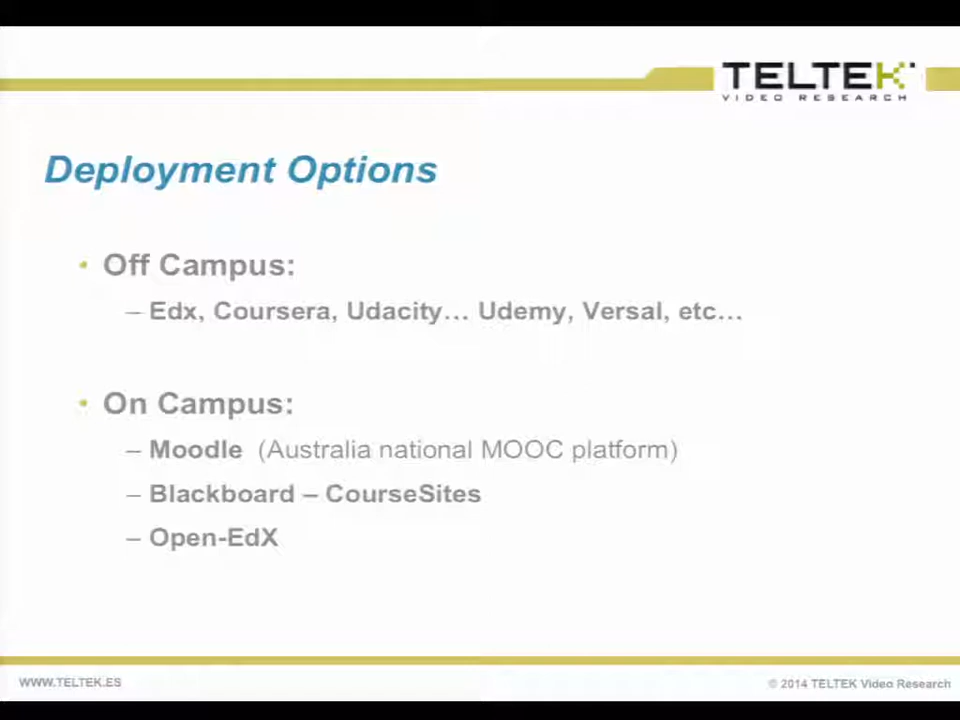 TELTEK
VIDEO RESEARCH
Deployment Options
• Off Campus:
– Edx, Coursera, Udacity… Udemy, Versal, etc…
• On Campus:
– Moodle (Australia national MOOC platform)
– Blackboard – CourseSites
– Open-EdX
WWW.TELTEK.ES
© 2014 TELTEK Video Research